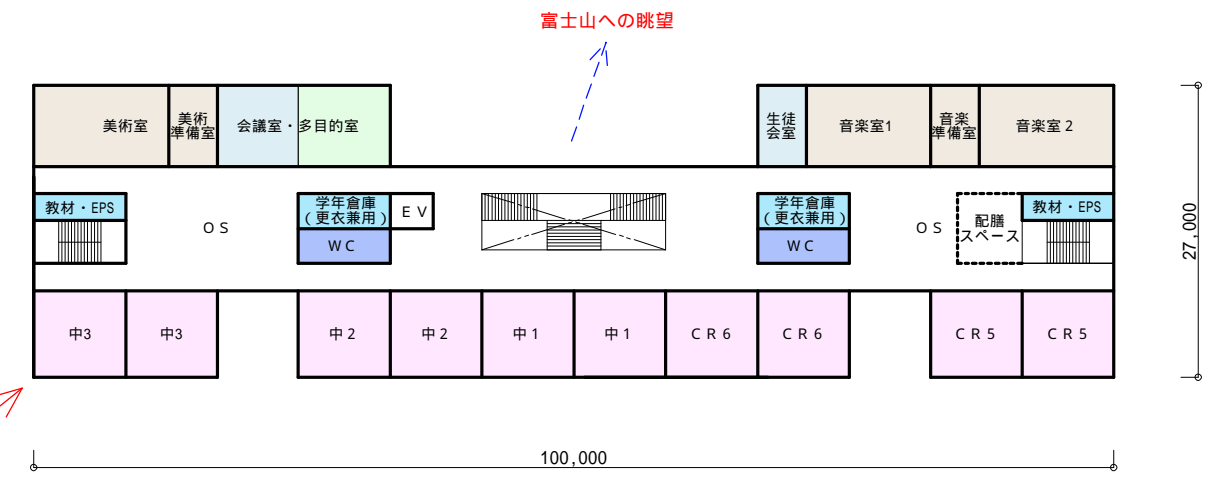 富士山への眺望
美術室
美術
準備室
会議室・多目的室
生徒
会室
音楽室1
音楽
準備室
音楽室２
教材・EPS
ＯＳ
学年倉庫
(更衣兼用)
ＥＶ
ＷＣ
学年倉庫
(更衣兼用)
ＷＣ
ＯＳ
配膳
スペース
教材・EPS
27,000
中3
中3
中２
中２
中１
中１
ＣＲ６
ＣＲ６
ＣＲ５
ＣＲ５
100,000